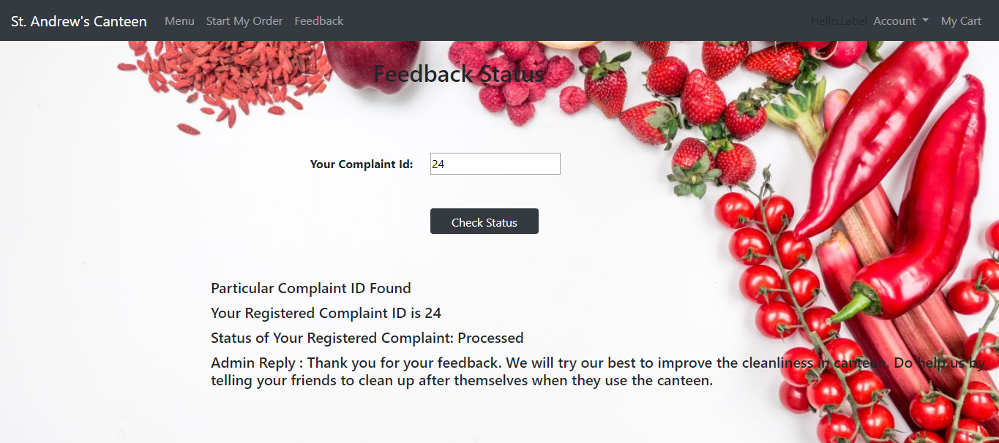 St. Andrew's Canteen Menu Start My Order Feedback Hello,Label Account My Cart
Feedback Status
Your Complaint Id: 24
Check Status
Particular Complaint ID Found
Your Registered Complaint ID is 24
Status of Your Registered Complaint: Processed
Admin Reply : Thank you for your feedback. We will try our best to improve the cleanliness in canteen. Do help us by
telling your friends to clean up after themselves when they use the canteen.